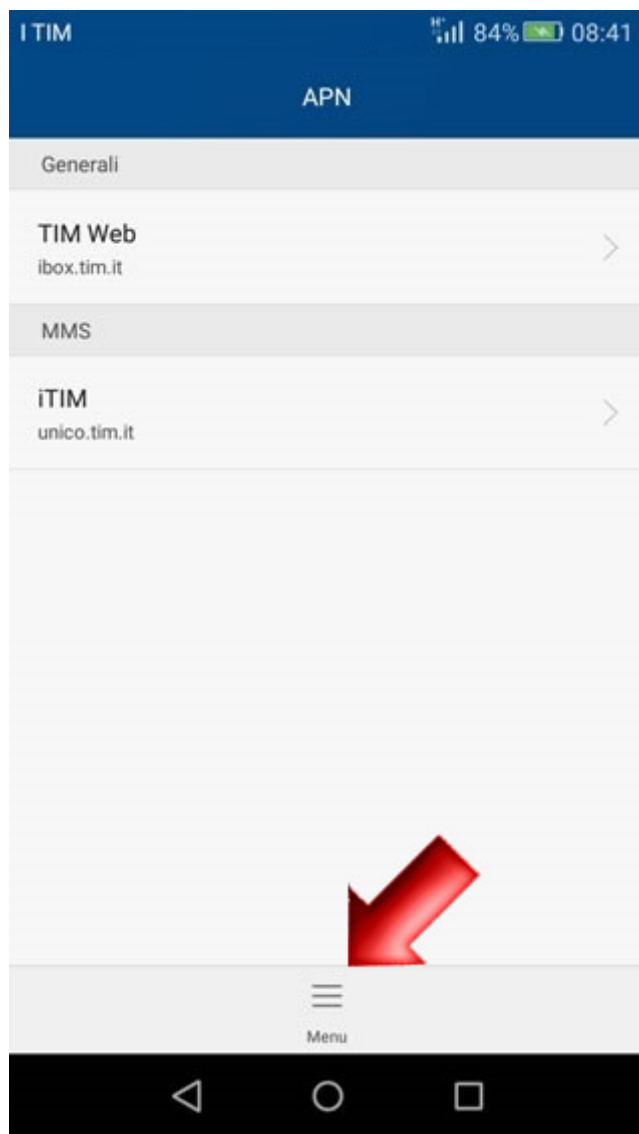 I TIM 84% 08:41
APN
Generali
TIM Web
ibox.tim.it
MMS
iTIM
unico.tim.it
Menu